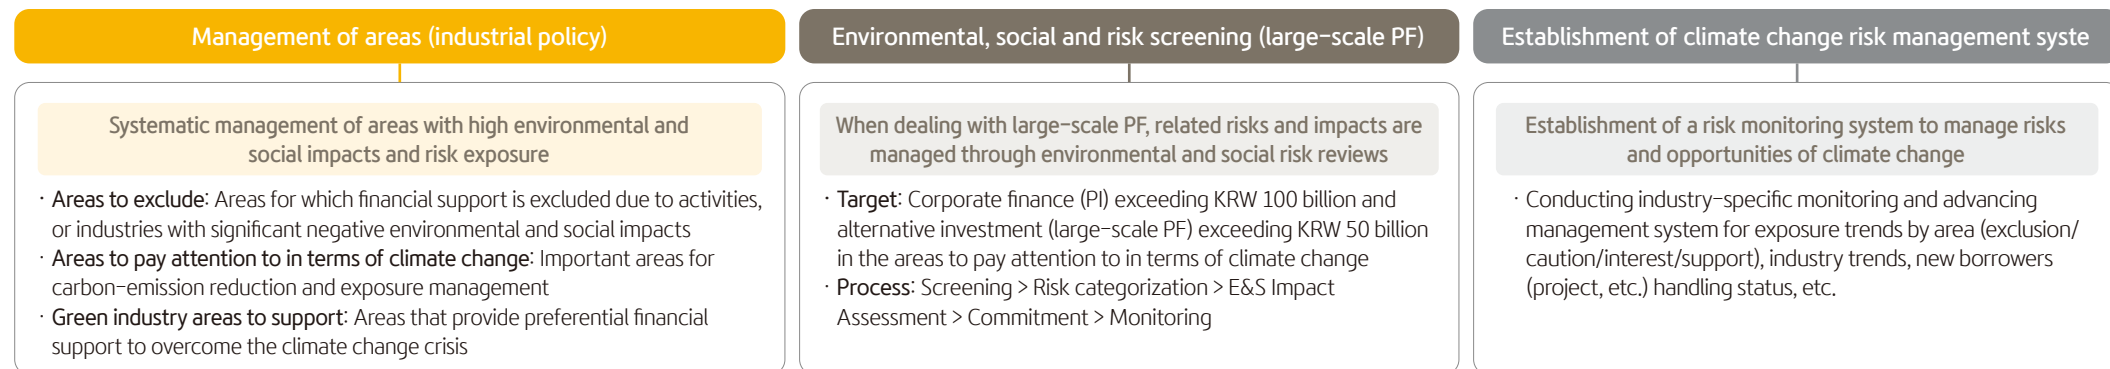 Management of areas (industrial policy)
Systematic management of areas with high environmental and
social impacts and risk exposure
· Areas to exclude: Areas for which financial support is excluded due to activities,
or industries with significant negative environmental and social impacts
· Areas to pay attention to in terms of climate change: Important areas for
carbon-emission reduction and exposure management
· Green industry areas to support: Areas that provide preferential financial
support to overcome the climate change crisis
Environmental, social and risk screening (large-scale PF)
When dealing with large-scale PF, related risks and impacts are
managed through environmental and social risk reviews
· Target: Corporate finance (PI) exceeding KRW 100 billion and
alternative investment (large-scale PF) exceeding KRW 50 billion
in the areas to pay attention to in terms of climate change
· Process: Screening > Risk categorization > E&S Impact
Assessment > Commitment > Monitoring
Establishment of climate change risk management syste
Establishment of a risk monitoring system to manage risks
and opportunities of climate change
· Conducting industry-specific monitoring and advancing
management system for exposure trends by area (exclusion/
caution/interest/support), industry trends, new borrowers
(project, etc.) handling status, etc.